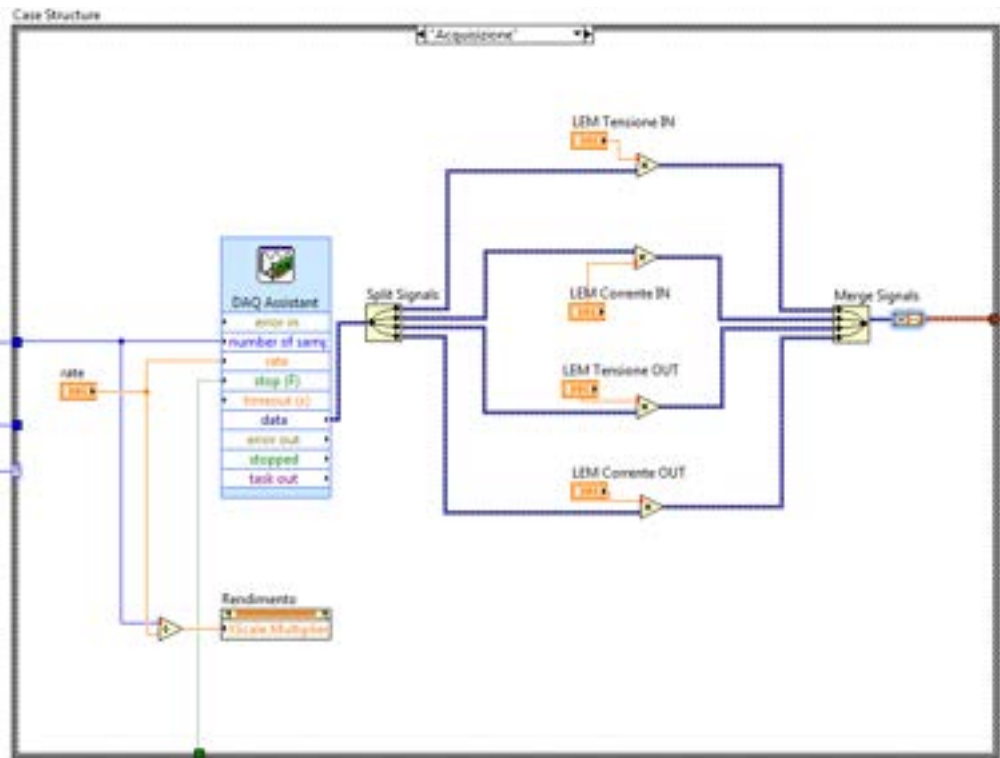 Case Structure
"Acquisizione"
LEM Tensione IN
DAQ Assistant
Split Signals
LEM Corrente IN
Merge Signals
error in
number of samp
rate
rate
stop (F)
timeout (s)
LEM Tensione OUT
data
error out
stopped
task out
LEM Corrente OUT
Rendimento
XScale.Multiplier